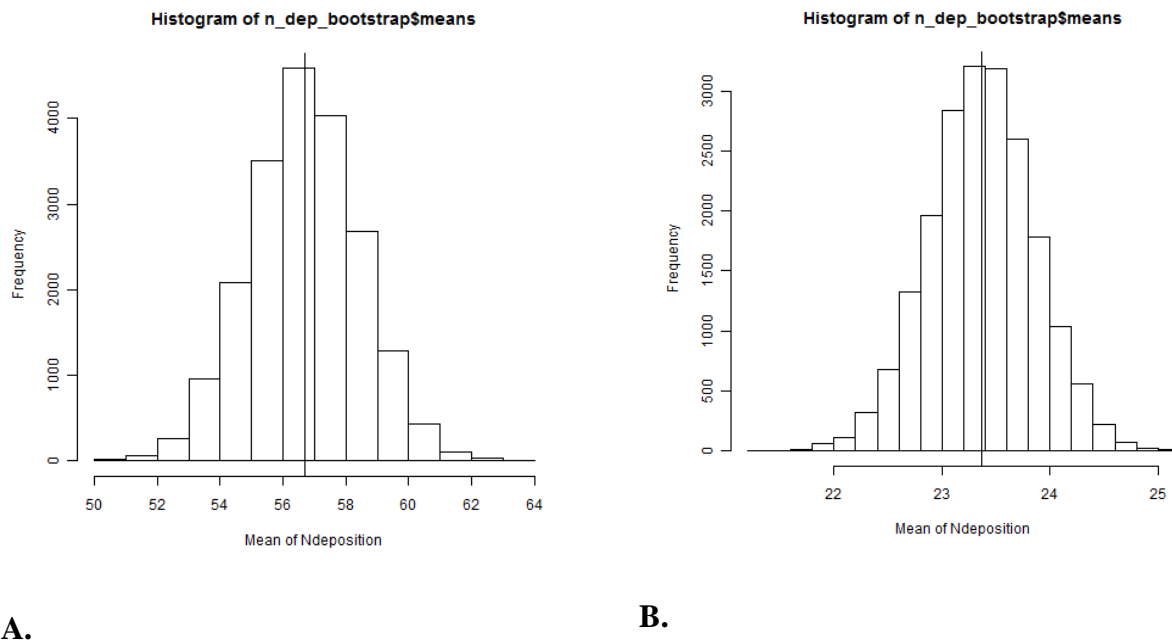 Histogram of n_dep_bootstrap$means
4000
3000
2000
1000
0
Frequency
50 52 54 56 58 60 62 64
Mean of Ndeposition
A.
Histogram of n_dep_bootstrap$means
3000
2500
2000
1500
1000
500
0
Frequency
22 23 24 25
Mean of Ndeposition
B.